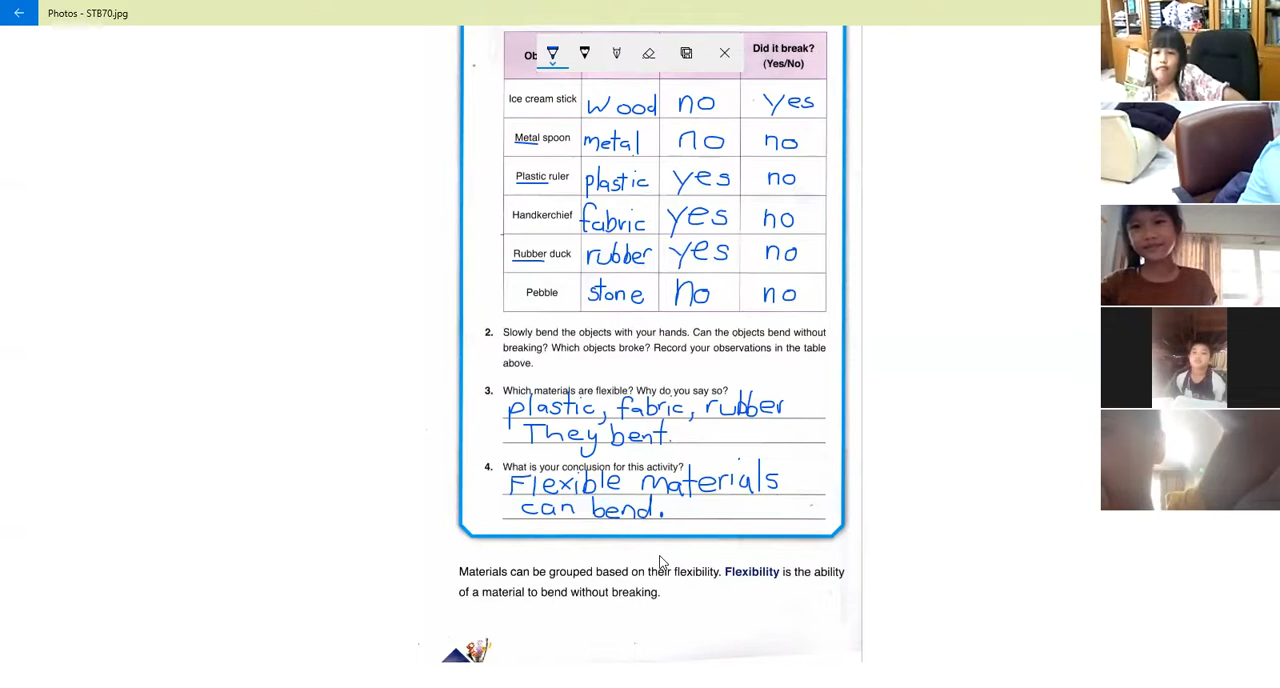 Photos - STB70.jpg
Ob
Did it break?
(Yes/No)
Ice cream stick wood no Yes
Metal spoon metal no no
Plastic ruler plastic yes no
Handkerchief fabric yes no
Rubber duck rubber yes no
Pebble stone no no
2. Slowly bend the objects with your hands. Can the objects bend without
breaking? Which objects broke? Record your observations in the table
above.
3. Which materials are flexible? Why do you say so?
plastic, fabric, rubber
They bent.
4. What is your conclusion for this activity?
Flexible materials
can bend.
Materials can be grouped based on their flexibility. Flexibility is the ability
of a material to bend without breaking.